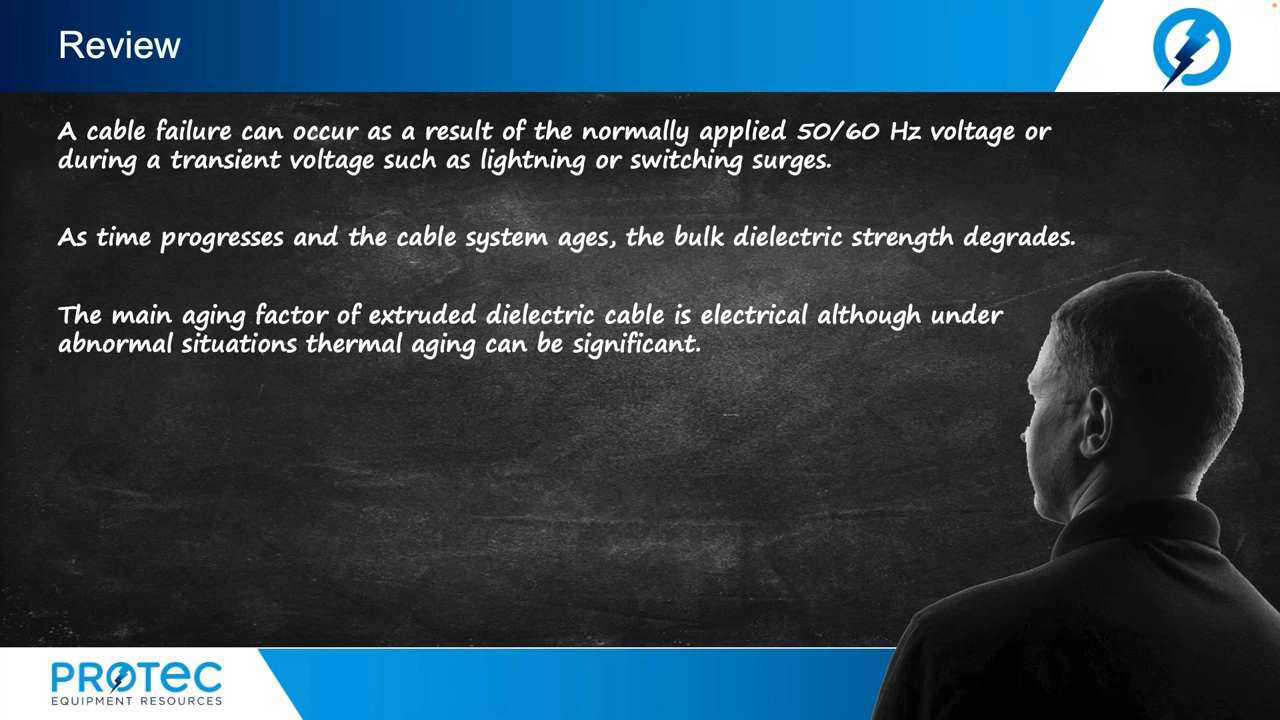 Review
A cable failure can occur as a result of the normally applied 50/60 Hz voltage or
during a transient voltage such as lightning or switching surges.
As time progresses and the cable system ages, the bulk dielectric strength degrades.
The main aging factor of extruded dielectric cable is electrical although under
abnormal situations thermal aging can be significant.
PROTEC
EQUIPMENT RESOURCES